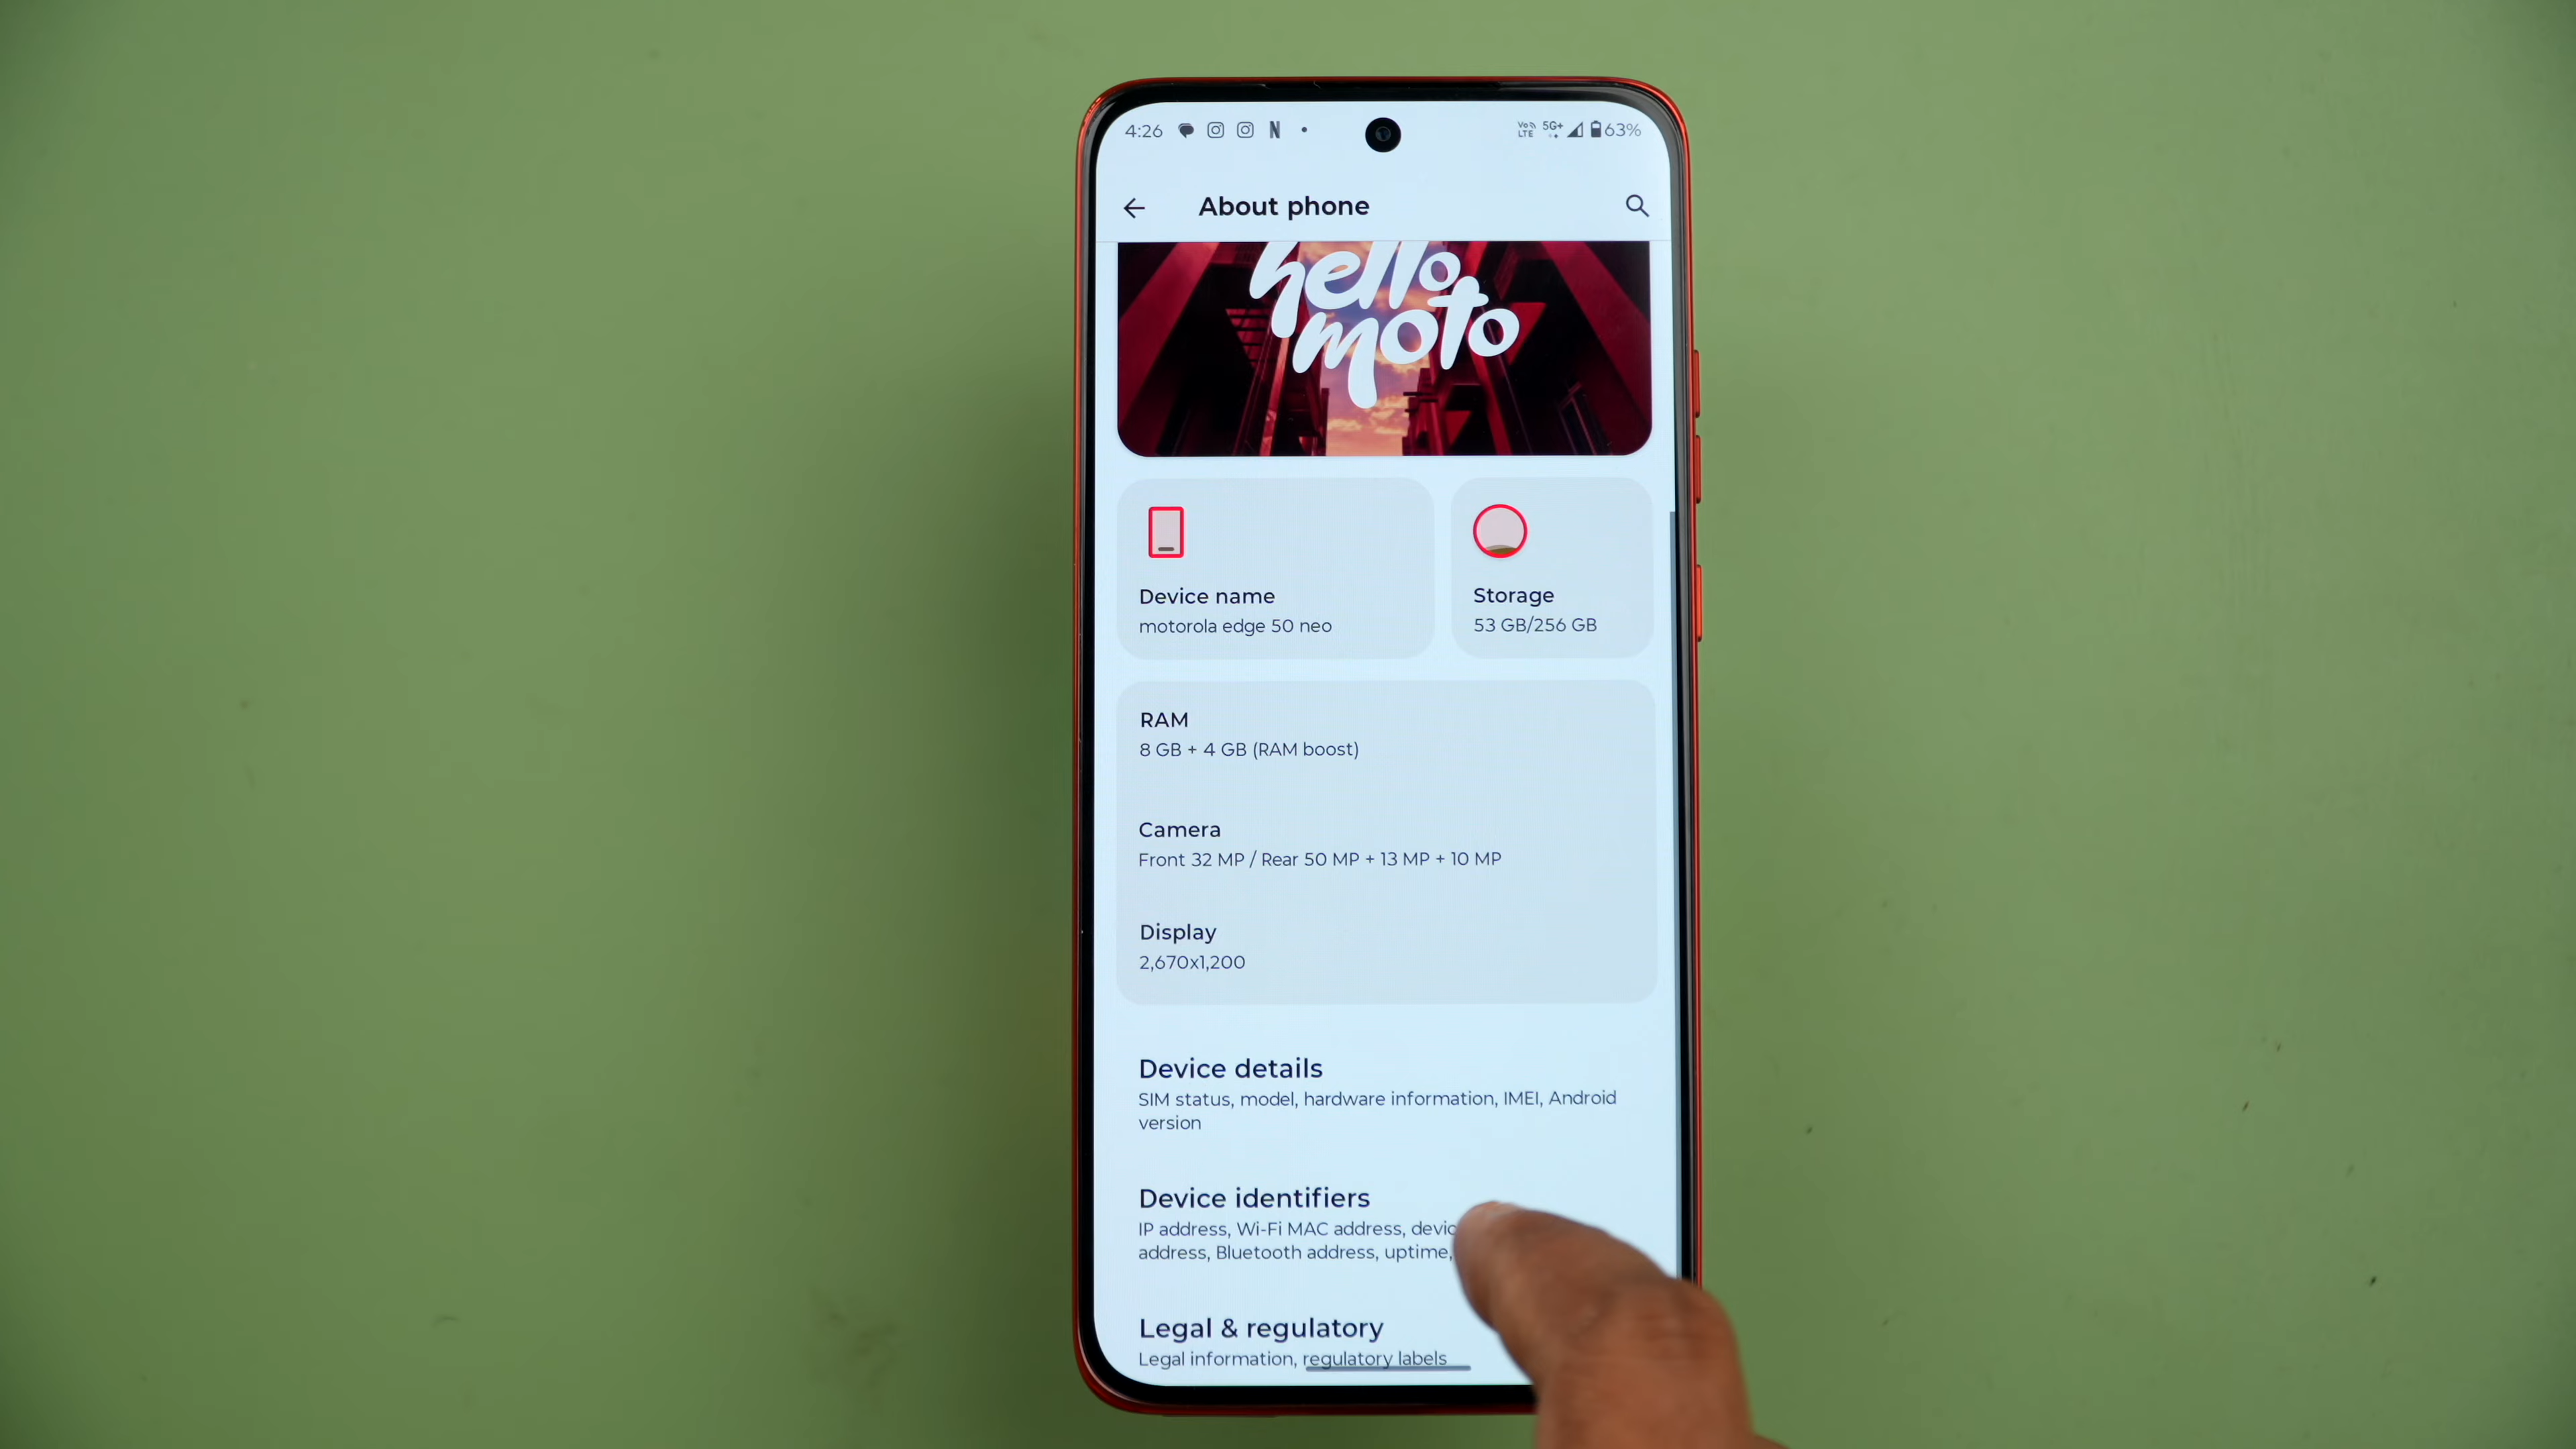 4:26 N VoLTE 5G+ 63%
About phone
hello
moto
Device name
motorola edge 50 neo
Storage
53 GB/256 GB
RAM
8 GB + 4 GB (RAM boost)
Camera
Front 32 MP / Rear 50 MP + 13 MP + 10 MP
Display
2,670x1,200
Device details
SIM status, model, hardware information, IMEI, Android
version
Device identifiers
IP address, Wi-Fi MAC address,
address, Bluetooth address, uptime,
Legal & regulatory
Legal information, regulatory labels